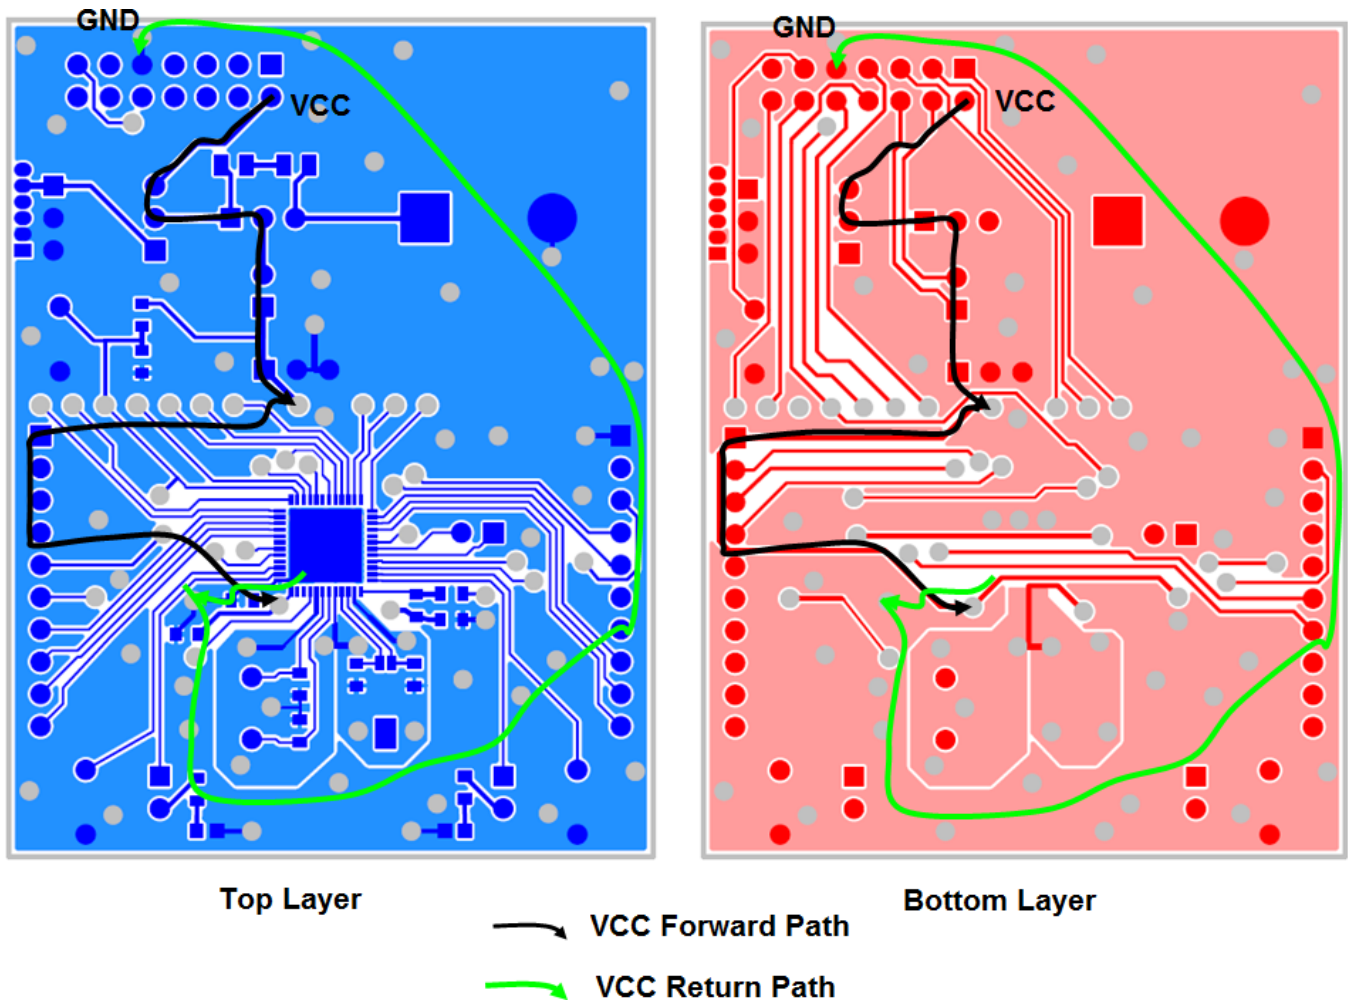 GND
VCC
GND
VCC
Top Layer
Bottom Layer
VCC Forward Path
VCC Return Path